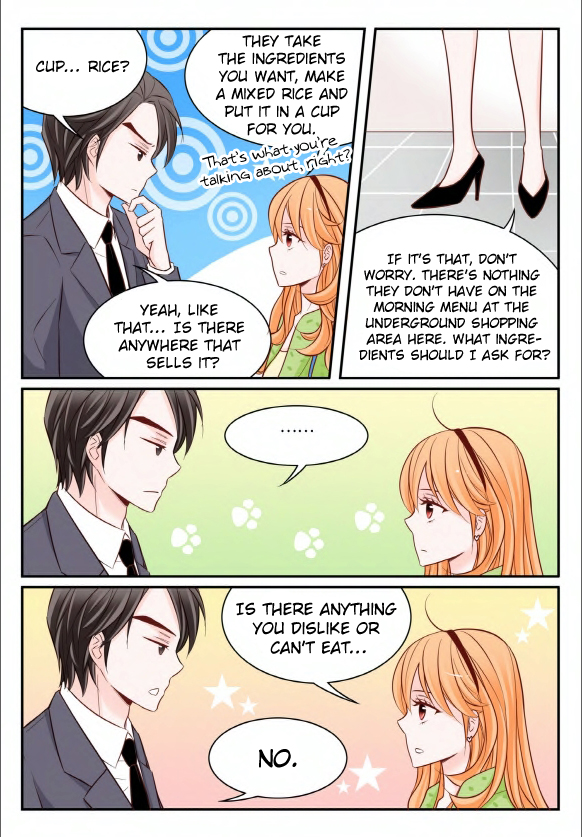 CUP... RICE?
THEY TAKE
THE INGREDIENTS
YOU WANT, MAKE
A MIXED RICE AND
PUT IT IN A CUP
FOR YOU.
That's what you're
talking about, right?
YEAH, LIKE
THAT... IS THERE
ANYWHERE THAT
SELLS IT?
IF IT'S THAT, DON'T
WORRY. THERE'S NOTHING
THEY DON'T HAVE ON THE
MORNING MENU AT THE
UNDERGROUND SHOPPING
AREA HERE. WHAT INGRE-
DIENTS SHOULD I ASK FOR?
......
IS THERE ANYTHING
YOU DISLIKE OR
CAN'T EAT...
NO.